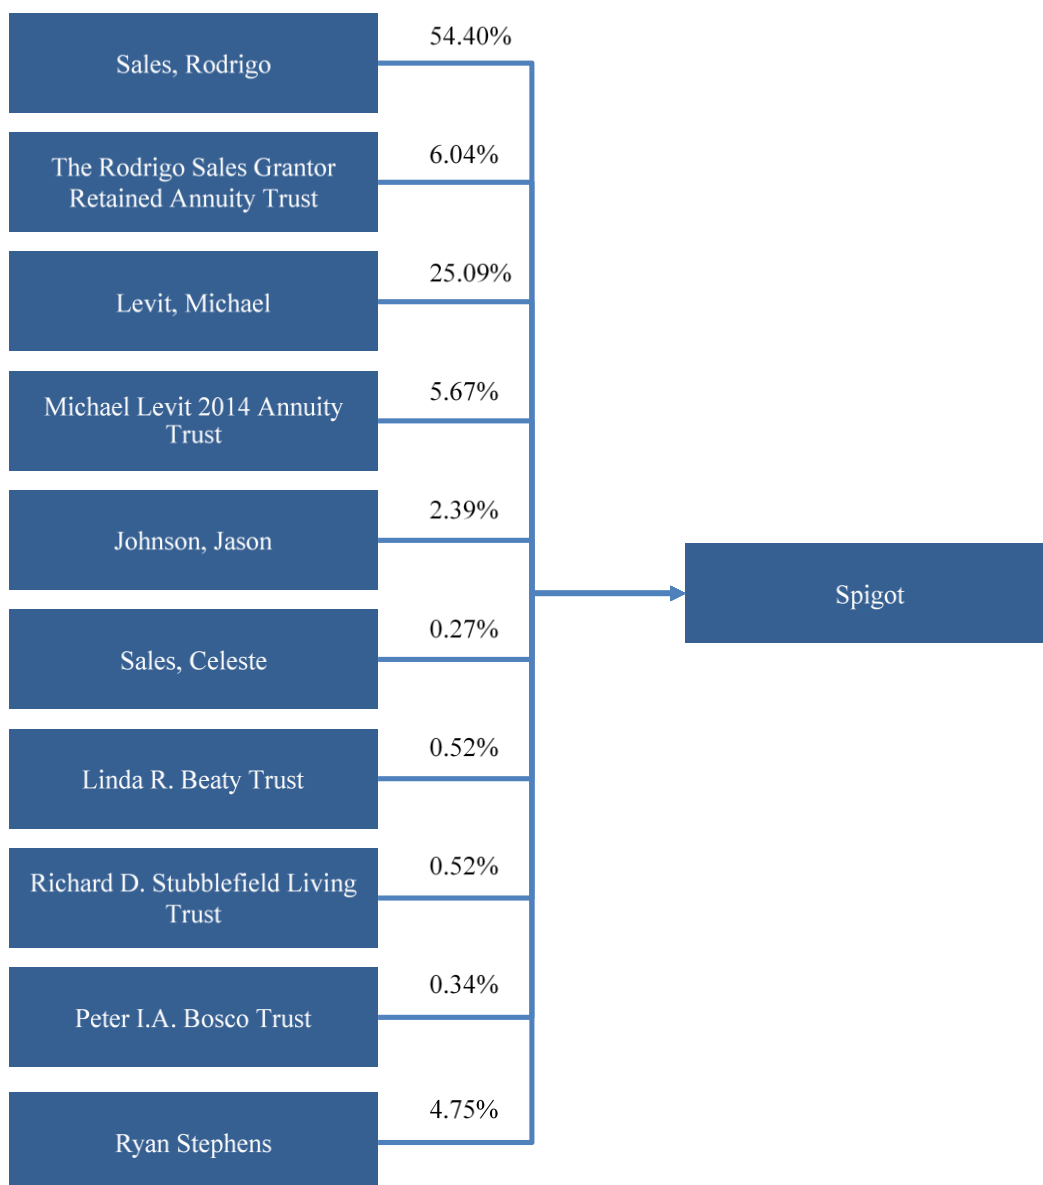 54.40%
Sales, Rodrigo
6.04%
The Rodrigo Sales Grantor
Retained Annuity Trust
25.09%
Levit, Michael
5.67%
Michael Levit 2014 Annuity
Trust
2.39%
Johnson, Jason
Spigot
0.27%
Sales, Celeste
0.52%
Linda R. Beaty Trust
0.52%
Richard D. Stubblefield Living
Trust
0.34%
Peter I.A. Bosco Trust
4.75%
Ryan Stephens